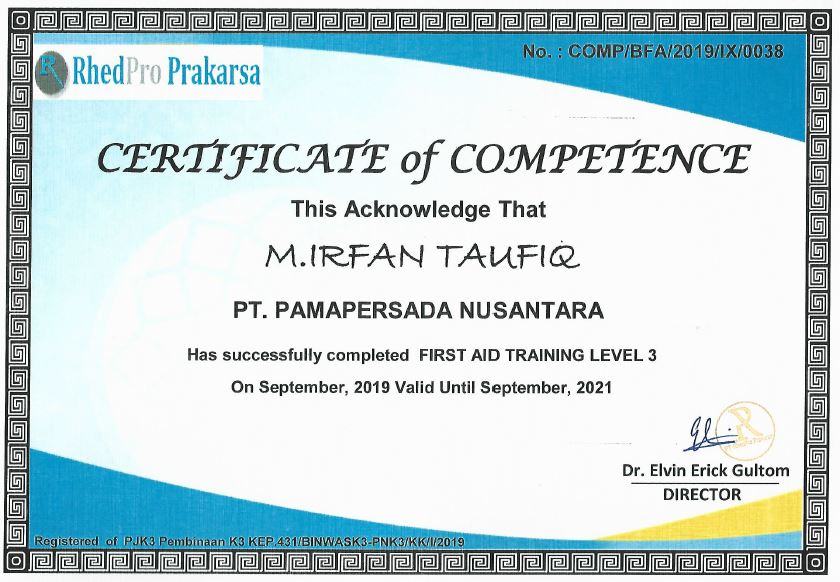 RhedPro Prakarsa
No. : COMP/BFA/2019/IX/0038
CERTIFICATE of COMPETENCE
This Acknowledge That
M.IRFAN TAUFIQ
PT. PAMAPERSADA NUSANTARA
Has successfully completed FIRST AID TRAINING LEVEL 3
On September, 2019 Valid Until September, 2021
Dr. Elvin Erick Gultom
DIRECTOR
Registered of PJK3 Pembinaan K3 KEP.431/BINWASK3-PNK3/KK/I/2019